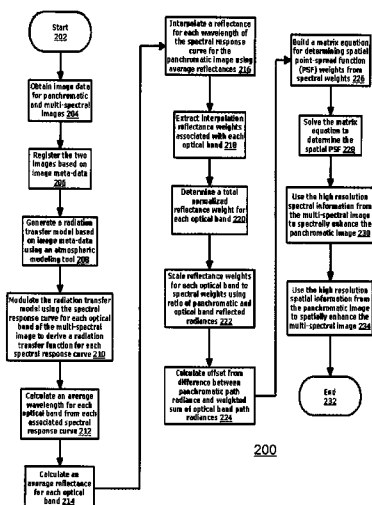 Start
202
Obtain image data
for panchromatic
and multi-spectral
images 204
Register the two
images based on
image meta-data
206
Generate a radiation
transfer model based
on image meta-data
using an
atmospheric
modeling tool 208
Modulate the radiation
transfer model using the
spectral response curve
for each optical band of
the multi-spectral image
to derive a radiation
transfer function for each
spectral response curve
210
Calculate an average
wavelength for each
optical band from each
associated spectral
response curve 212
Calculate an
average reflectance
for each optical
band 214
Interpolate a reflectance
for each wavelength of
the spectral response
curve for the
panchromatic image
using average
reflectances 216
Extract interpolation
reflectance weights
associated with each
optical band 218
Determine a total
normalized
reflectance weight
for each optical band
220
Scale reflectance weights
for each optical band to
spectral weights using
ratio of panchromatic and
optical band reflected
radiances 222
Calculate offset from
difference between
panchromatic path
radiance and weighted
sum of optical band path
radiances 224
Build a matrix equation
for determining spatial
point-spread function
(PSF) weights from
spectral weights 226
Solve the matrix
equation to
determine the
spatial PSF 228
Use the high resolution
spectral information from
the multi-spectral image
to spectrally enhance the
panchromatic image 230
Use the high resolution
spatial information from
the panchromatic image
to spatially enhance the
multi-spectral image 234
End
232
200